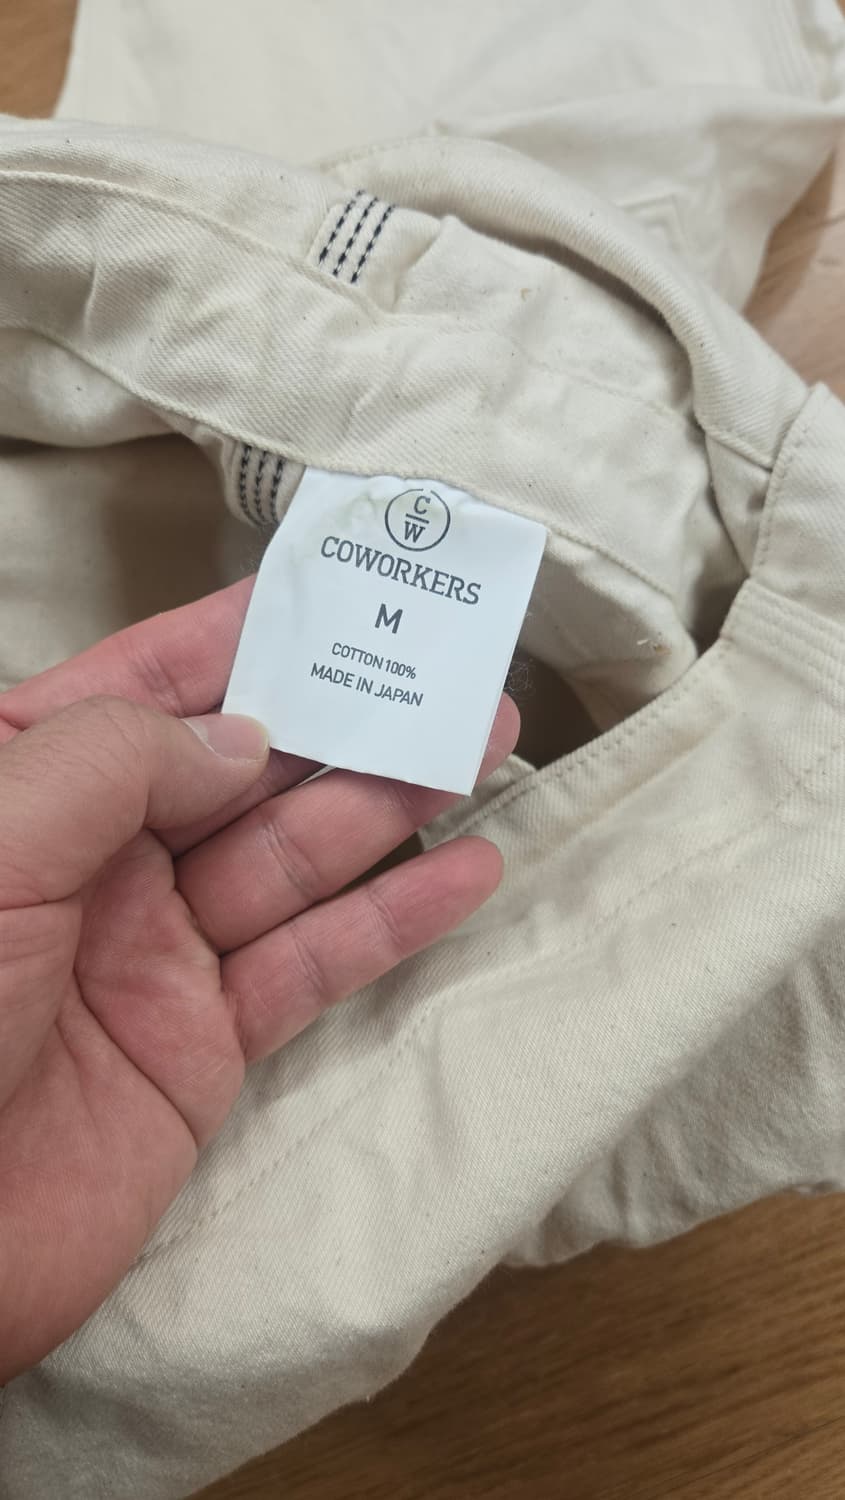 C
W
COWORKERS
M
COTTON 100%
MADE IN JAPAN